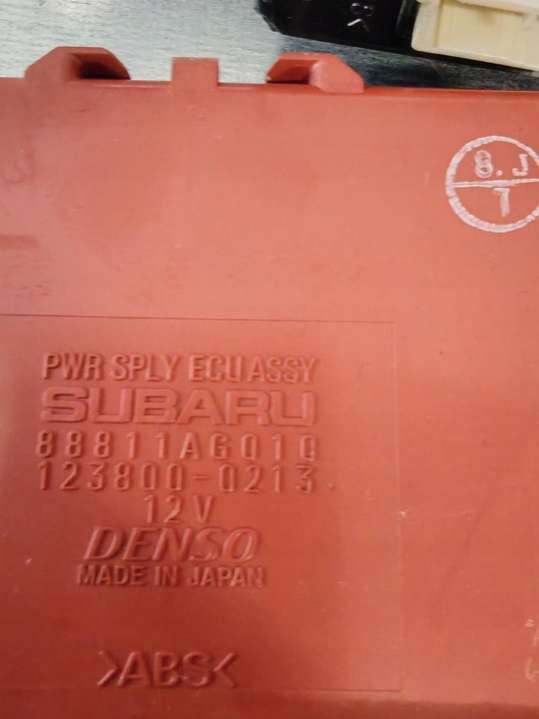 8.J
7
PWR SPLY ECU ASSY
SUBARU
88811AG010
123800-0213
12V
DENSO
MADE IN JAPAN
>ABS<